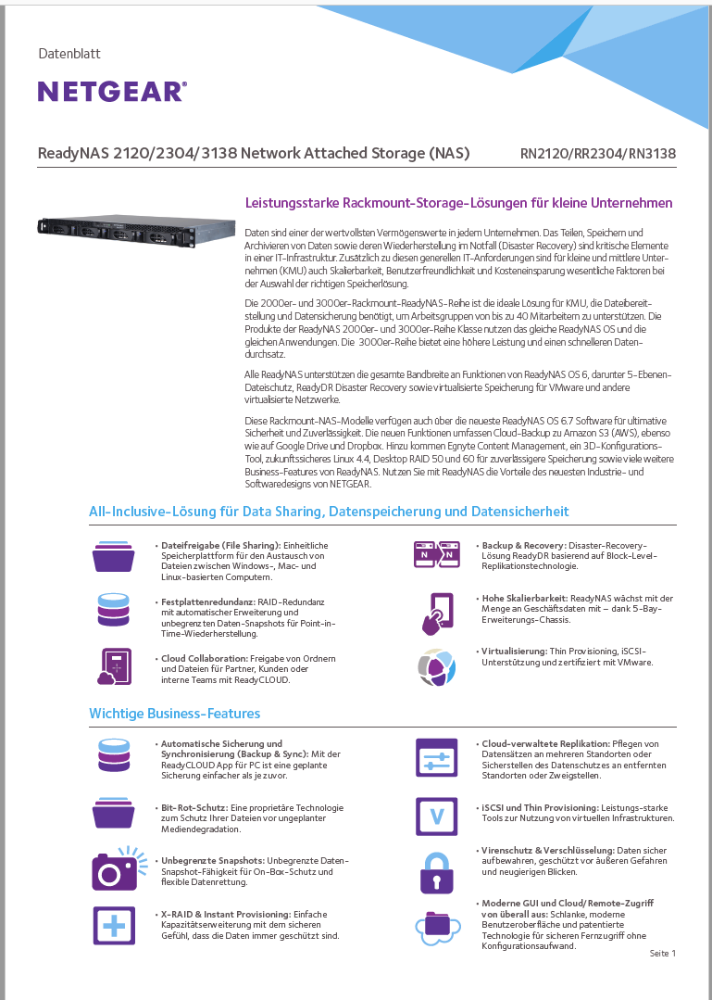 Datenblatt
NETGEAR®
ReadyNAS 2120/2304/3138 Network Attached Storage (NAS)
RN2120/RR2304/RN3138
Leistungsstarke Rackmount-Storage-Lösungen für kleine Unternehmen
Daten sind einer der wertvollsten Vermögenswerte in jedem Unternehmen. Das Teilen, Speichern und
Archivieren von Daten sowie deren Wiederherstellung im Notfall (Disaster Recovery) sind kritische Elemente
in einer IT-Infrastruktur. Zusätzlich zu diesen generellen IT-Anforderungen sind für kleine und mittlere Unter-
nehmen (KMU) auch Skalierbarkeit, Benutzerfreundlichkeit und Kosteneinsparung wesentliche Faktoren bei
der Auswahl der richtigen Speicherlösung.
Die 2000er- und 3000er-Rackmount-ReadyNAS-Reihe ist die ideale Lösung für KMU, die Dateibereit-
stellung und Datensicherung benötigt, um Arbeitsgruppen von bis zu 40 Mitarbeitern zu unterstützen. Die
Produkte der ReadyNAS 2000er- und 3000er-Reihe Klasse nutzen das gleiche ReadyNAS OS und die
gleichen Anwendungen. Die 3000er-Reihe bietet eine höhere Leistung und einen schnelleren Daten-
durchsatz.
Alle ReadyNAS unterstützen die gesamte Bandbreite an Funktionen von ReadyNAS OS 6, darunter 5-Ebenen-
Dateischutz, ReadyDR Disaster Recovery sowie virtualisierte Speicherung für VMware und andere
virtualisierte Netzwerke.
Diese Rackmount-NAS-Modelle verfügen auch über die neueste ReadyNAS OS 6.7 Software für ultimative
Sicherheit und Zuverlässigkeit. Die neuen Funktionen umfassen Cloud-Backup zu Amazon S3 (AWS), ebenso
wie auf Google Drive und Dropbox. Hinzu kommen Egnyte Content Management, ein 3D-Konfigurations-
Tool, zukunftssicheres Linux 4.4, Desktop RAID 50 und 60 für zuverlässigere Speicherung sowie viele weitere
Business-Features von ReadyNAS. Nutzen Sie mit ReadyNAS die Vorteile des neuesten Industrie- und
Softwaredesigns von NETGEAR.
All-Inclusive-Lösung für Data Sharing, Datenspeicherung und Datensicherheit
• Dateifreigabe (File Sharing): Einheitliche
Speicherplattform für den Austausch von
Dateien zwischen Windows-, Mac- und
Linux-basierten Computern.
• Festplattenredundanz: RAID-Redundanz
mit automatischer Erweiterung und
unbegrenzten Daten-Snapshots für Point-in-
Time-Wiederherstellung.
• Cloud Collaboration: Freigabe von Ordnern
und Dateien für Partner, Kunden oder
interne Teams mit ReadyCLOUD.
N N
• Backup & Recovery: Disaster-Recovery-
Lösung ReadyDR basierend auf Block-Level-
Replikationstechnologie.
• Hohe Skalierbarkeit: ReadyNAS wächst mit der
Menge an Geschäftsdaten mit – dank 5-Bay-
Erweiterungs-Chassis.
• Virtualisierung: Thin Provisioning, iSCSI-
Unterstützung und zertifiziert mit VMware.
Wichtige Business-Features
• Automatische Sicherung und
Synchronisierung (Backup & Sync): Mit der
ReadyCLOUD App für PC ist eine geplante
Sicherung einfacher als je zuvor.
• Bit-Rot-Schutz: Eine proprietäre Technologie
zum Schutz Ihrer Dateien vor ungeplanter
Mediendegradation.
• Unbegrenzte Snapshots: Unbegrenzte Daten-
Snapshot-Fähigkeit für On-Box-Schutz und
flexible Datenrettung.
• X-RAID & Instant Provisioning: Einfache
Kapazitätserweiterung mit dem sicheren
Gefühl, dass die Daten immer geschützt sind.
• Cloud-verwaltete Replikation: Pflegen von
Datensätzen an mehreren Standorten oder
Sicherstellen des Datenschutzes an entfernten
Standorten oder Zweigstellen.
V
• iSCSI und Thin Provisioning: Leistungs-starke
Tools zur Nutzung von virtuellen Infrastrukturen.
• Virenschutz & Verschlüsselung: Daten sicher
aufbewahren, geschützt vor äußeren Gefahren
und neugierigen Blicken.
• Moderne GUI und Cloud/Remote-Zugriff
von überall aus: Schlanke, moderne
Benutzeroberfläche und patentierte
Technologie für sicheren Fernzugriff ohne
Konfigurationsaufwand.
Seite 1